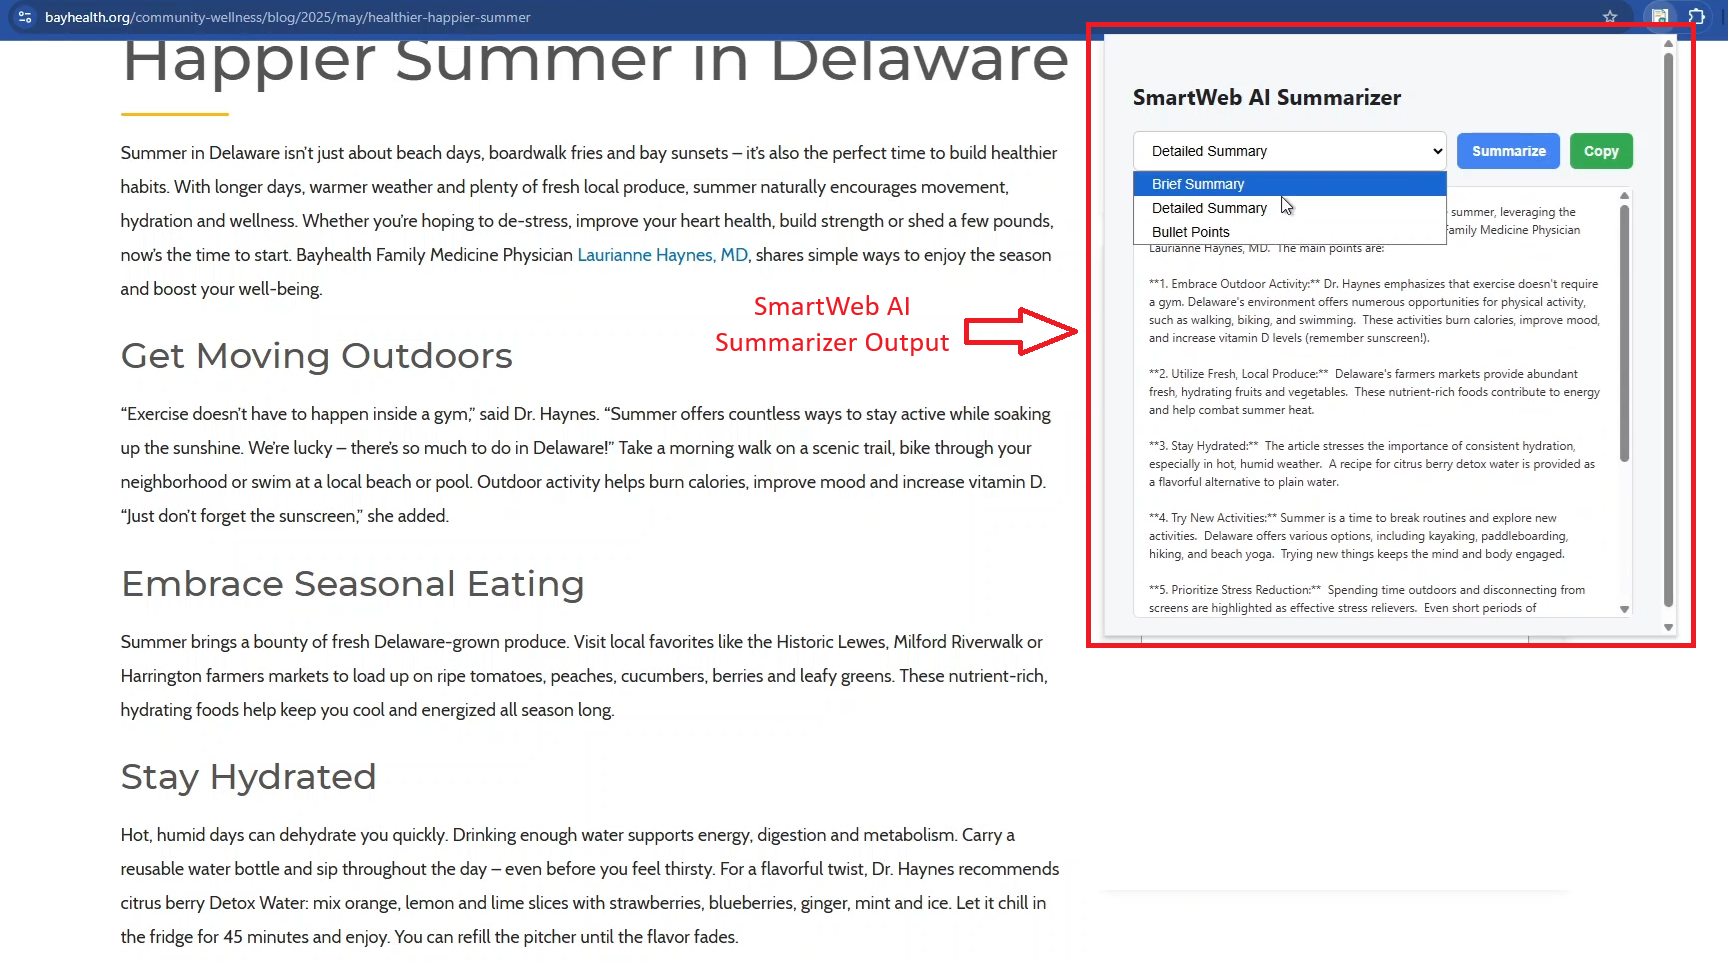 bayhealth.org/community-wellness/blog/2025/may/healthier-happier-summer
Happier Summer in Delaware
Summer in Delaware isn't just about beach days, boardwalk fries and bay sunsets – it's also the perfect time to build healthier
habits. With longer days, warmer weather and plenty of fresh local produce, summer naturally encourages movement,
hydration and wellness. Whether you're hoping to de-stress, improve your heart health, build strength or shed a few pounds,
now's the time to start. Bayhealth Family Medicine Physician Laurianne Haynes, MD, shares simple ways to enjoy the season
and boost your well-being.
Get Moving Outdoors
“Exercise doesn't have to happen inside a gym,” said Dr. Haynes. “Summer offers countless ways to stay active while soaking
up the sunshine. We're lucky – there's so much to do in Delaware!” Take a morning walk on a scenic trail, bike through your
neighborhood or swim at a local beach or pool. Outdoor activity helps burn calories, improve mood and increase vitamin D.
“Just don't forget the sunscreen,” she added.
Embrace Seasonal Eating
Summer brings a bounty of fresh Delaware-grown produce. Visit local favorites like the Historic Lewes, Milford Riverwalk or
Harrington farmers markets to load up on ripe tomatoes, peaches, cucumbers, berries and leafy greens. These nutrient-rich,
hydrating foods help keep you cool and energized all season long.
Stay Hydrated
Hot, humid days can dehydrate you quickly. Drinking enough water supports energy, digestion and metabolism. Carry a
reusable water bottle and sip throughout the day – even before you feel thirsty. For a flavorful twist, Dr. Haynes recommends
citrus berry Detox Water: mix orange, lemon and lime slices with strawberries, blueberries, ginger, mint and ice. Let it chill in
the fridge for 45 minutes and enjoy. You can refill the pitcher until the flavor fades.
SmartWeb AI
Summarizer Output
SmartWeb AI Summarizer
Detailed Summary
Summarize
Copy
Brief Summary
Detailed Summary
Bullet Points
summer, leveraging the
Family Medicine Physician
Laurianne Haynes, MD.  The main points are:
**1. Embrace Outdoor Activity:** Dr. Haynes emphasizes that exercise doesn't require
a gym. Delaware's environment offers numerous opportunities for physical activity,
such as walking, biking, and swimming.  These activities burn calories, improve mood,
and increase vitamin D levels (remember sunscreen!).
**2. Utilize Fresh, Local Produce:**  Delaware's farmers markets provide abundant
fresh, hydrating fruits and vegetables.  These nutrient-rich foods contribute to energy
and help combat summer heat.
**3. Stay Hydrated:**  The article stresses the importance of consistent hydration,
especially in hot, humid weather.  A recipe for citrus berry detox water is provided as
a flavorful alternative to plain water.
**4. Try New Activities:** Summer is a time to break routines and explore new
activities.  Delaware offers various options, including kayaking, paddleboarding,
hiking, and beach yoga.  Trying new things keeps the mind and body engaged.
**5. Prioritize Stress Reduction:**  Spending time outdoors and disconnecting from
screens are highlighted as effective stress relievers.  Even short periods of